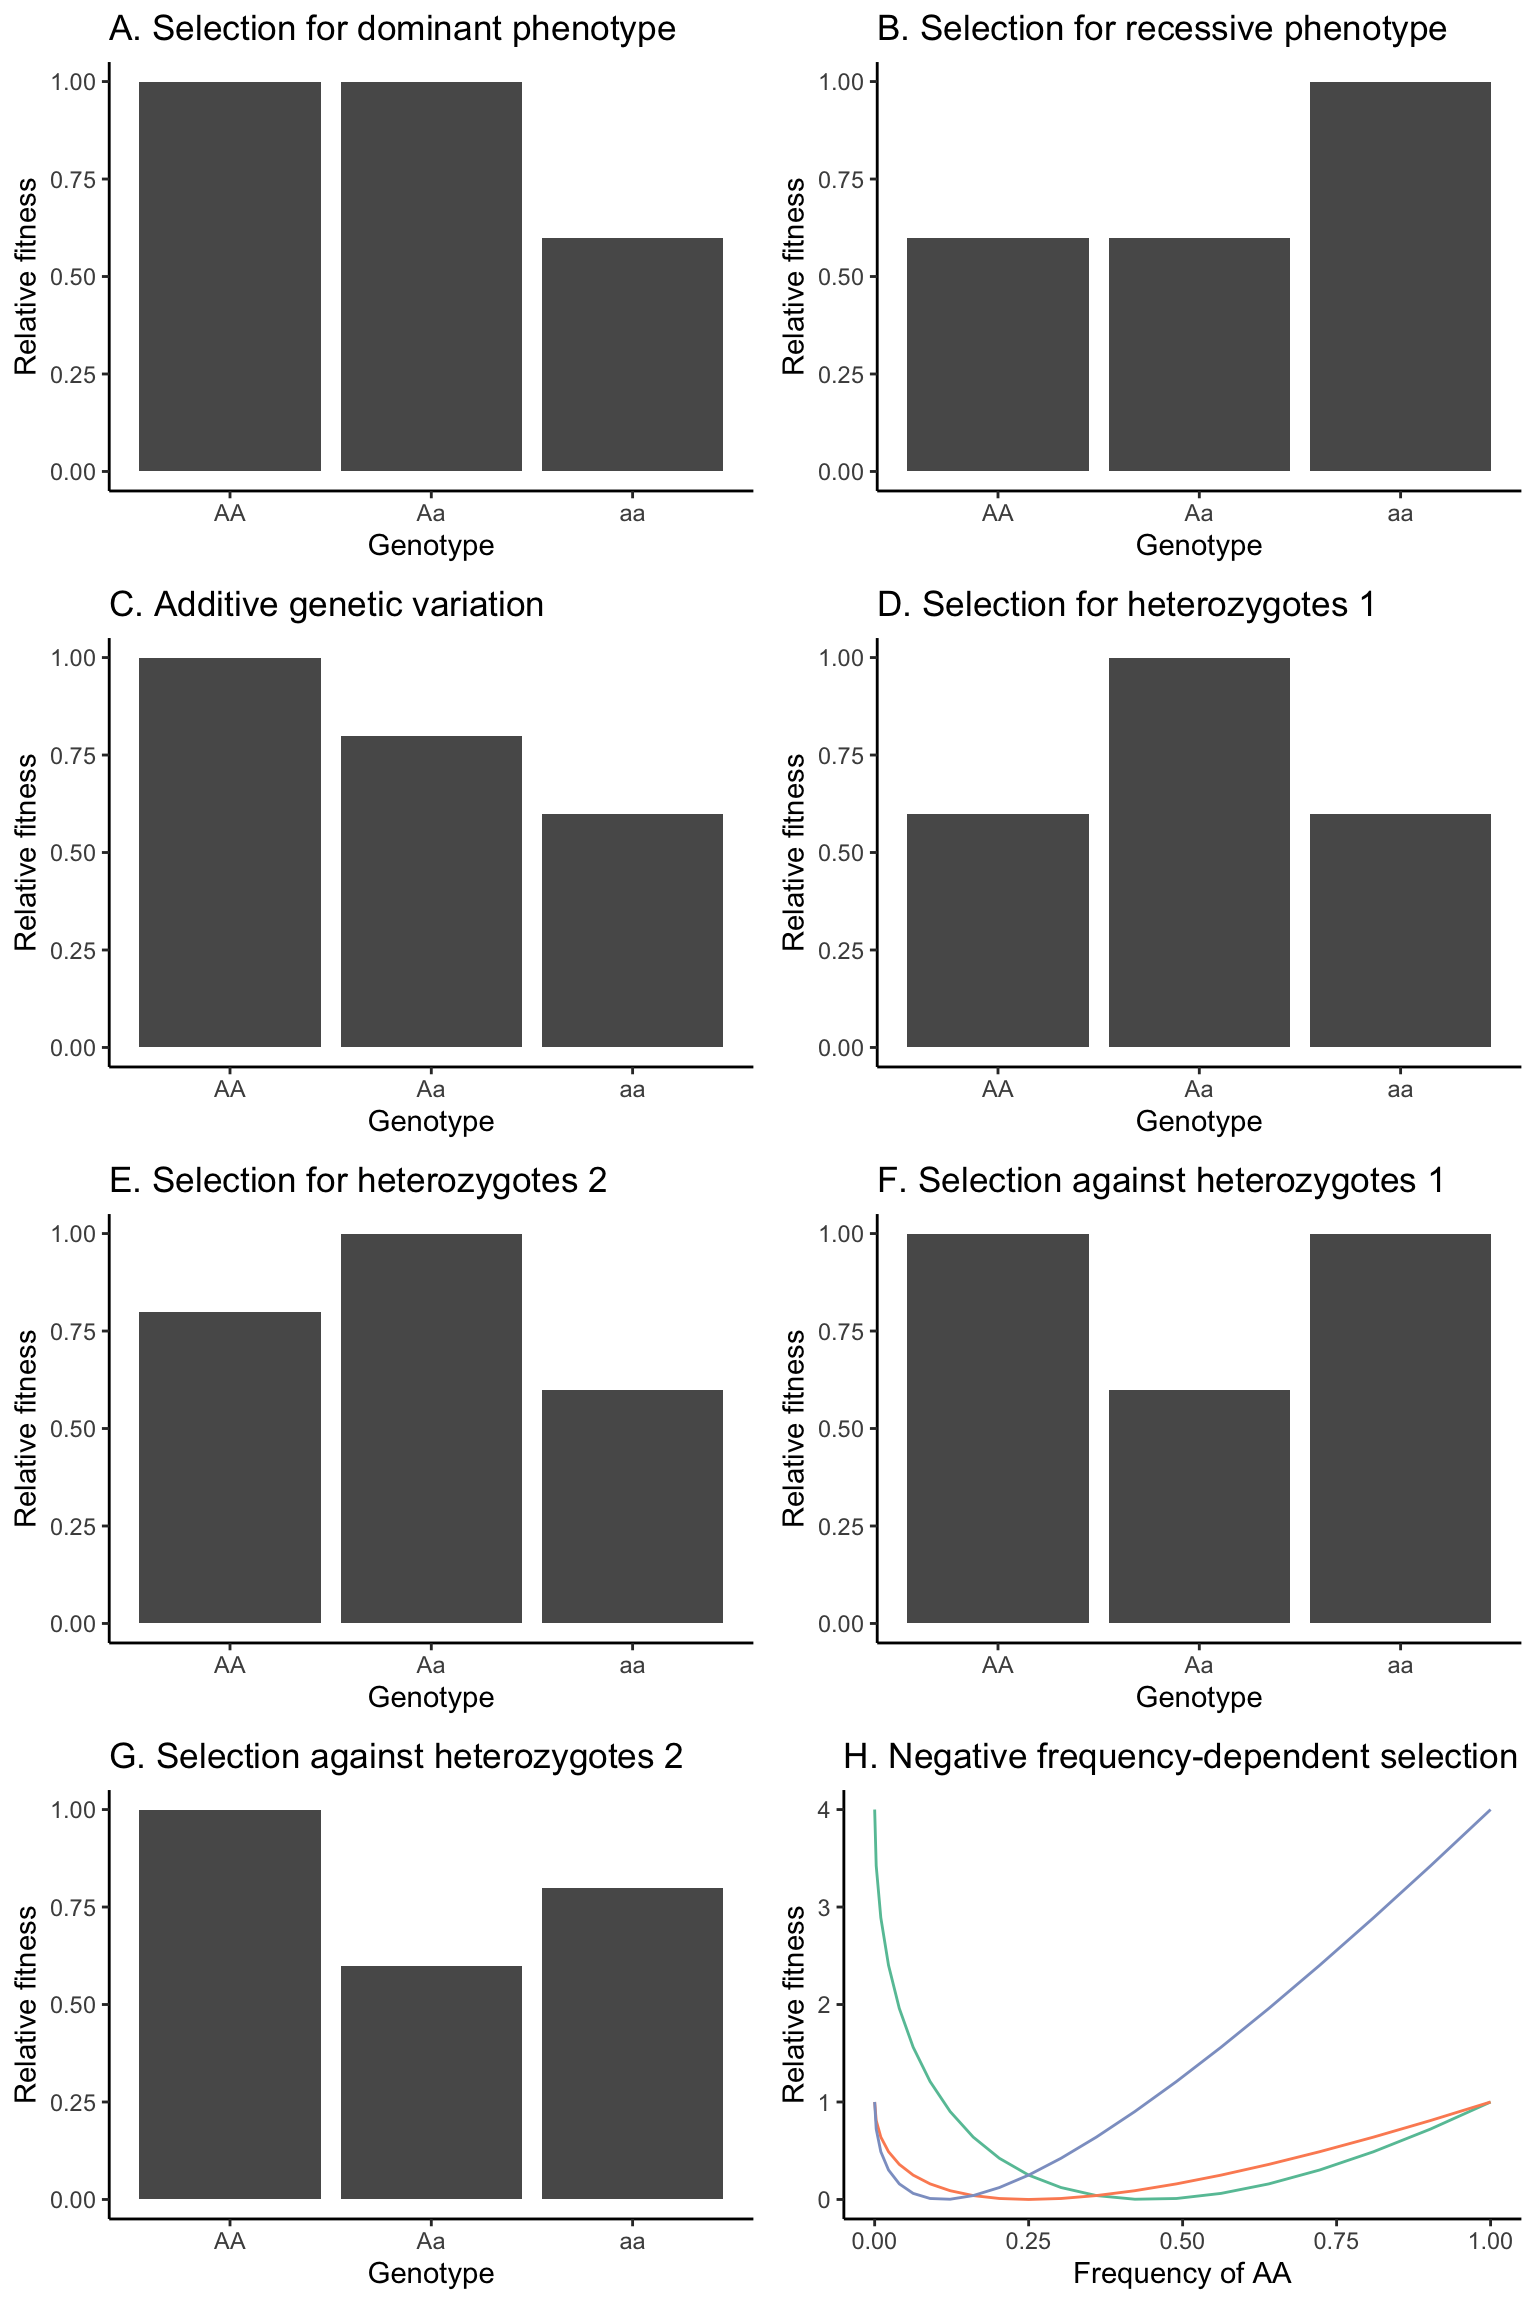 A. Selection for dominant phenotype
1.00
0.75
0.50
0.25
0.00
Relative fitness
AA Aa aa
Genotype
B. Selection for recessive phenotype
1.00
0.75
0.50
0.25
0.00
Relative fitness
AA Aa aa
Genotype
C. Additive genetic variation
1.00
0.75
0.50
0.25
0.00
Relative fitness
AA Aa aa
Genotype
D. Selection for heterozygotes 1
1.00
0.75
0.50
0.25
0.00
Relative fitness
AA Aa aa
Genotype
E. Selection for heterozygotes 2
1.00
0.75
0.50
0.25
0.00
Relative fitness
AA Aa aa
Genotype
F. Selection against heterozygotes 1
1.00
0.75
0.50
0.25
0.00
Relative fitness
AA Aa aa
Genotype
G. Selection against heterozygotes 2
1.00
0.75
0.50
0.25
0.00
Relative fitness
AA Aa aa
Genotype
H. Negative frequency-dependent selection
4
3
2
1
0
Relative fitness
0.00 0.25 0.50 0.75 1.00
Frequency of AA